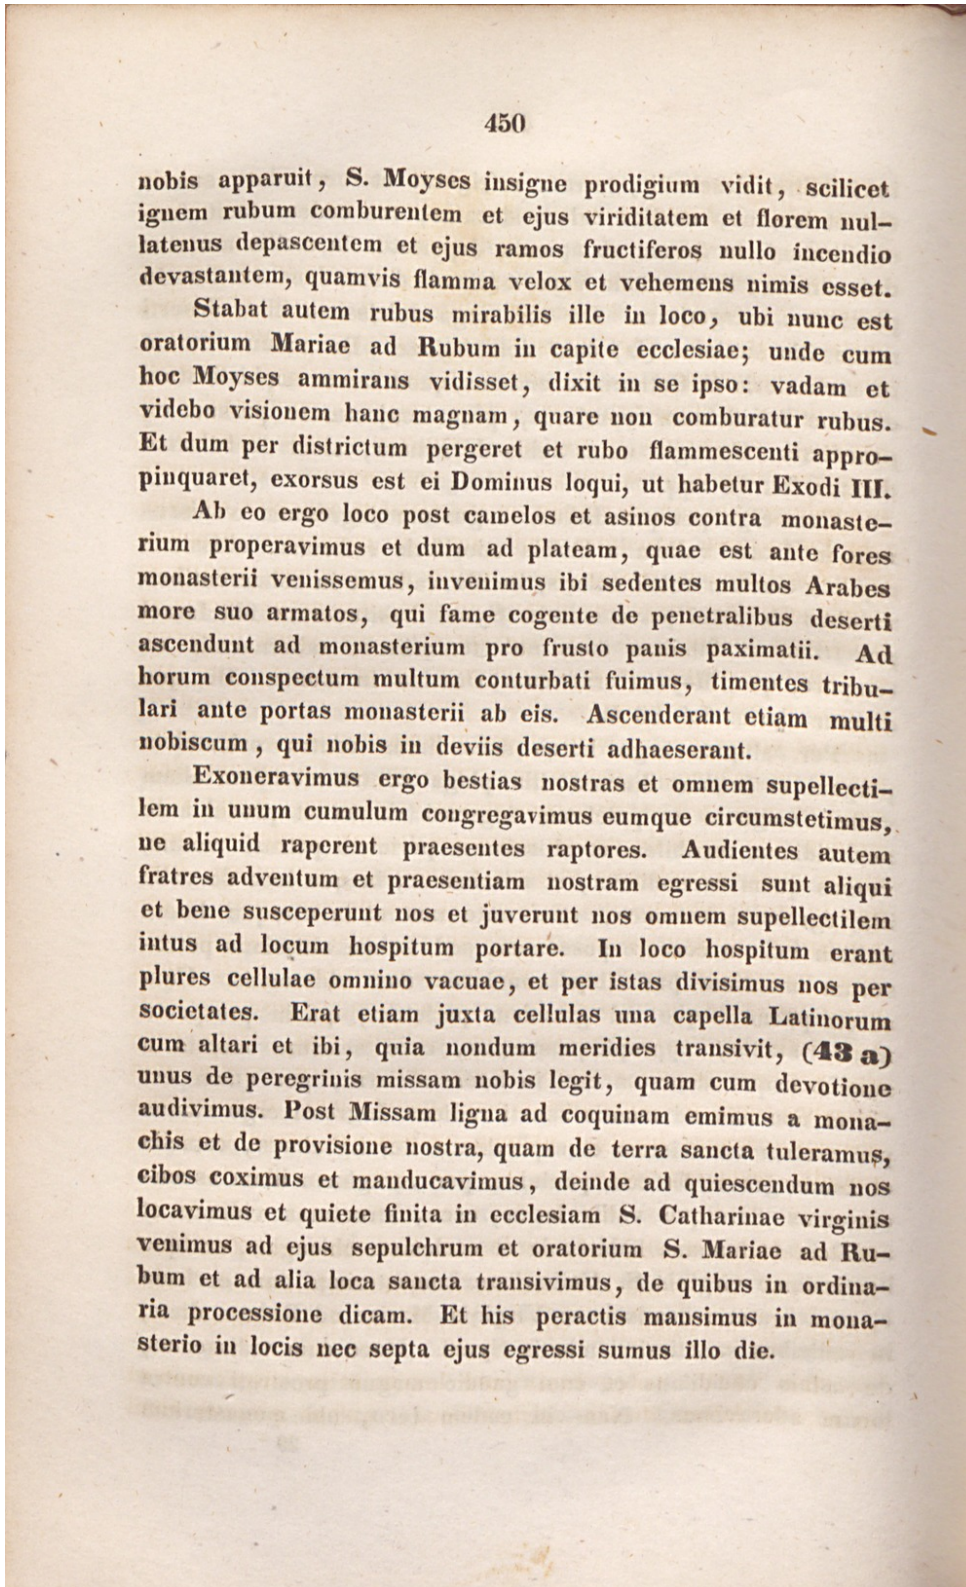 450
nobis apparuit, S. Moyses insigne prodigium vidit, scilicet
ignem rubum comburentem et ejus viriditatem et florem nul-
latenus depascentem et ejus ramos fructiferos nullo incendio
devastantem, quamvis flamma velox et vehemens nimis esset.
Stabat autem rubus mirabilis ille in loco, ubi nunc est
oratorium Mariae ad Rubum in capite ecclesiae; unde cum
hoc Moyses ammirans vidisset, dixit in se ipso: vadam et
videbo visionem hanc magnam, quare non comburatur rubus.
Et dum per districtum pergeret et rubo flammescenti appro-
pinquaret, exorsus est ei Dominus loqui, ut habetur Exodi III.
Ab eo ergo loco post camelos et asinos contra monaste-
rium properavimus et dum ad plateam, quae est ante fores
monasterii venissemus, invenimus ibi sedentes multos Arabes
more suo armatos, qui fame cogente de penetralibus deserti
ascendunt ad monasterium pro frusto panis paximatii. Ad
horum conspectum multum conturbati fuimus, timentes tribu-
lari ante portas monasterii ab eis. Ascenderant etiam multi
nobiscum, qui nobis in deviis deserti adhaeserant.
Exoneravimus ergo bestias nostras et omnem supellecti-
lem in unum cumulum congregavimus eumque circumstetimus,
ne aliquid raperent praesentes raptores. Audientes autem
fratres adventum et praesentiam nostram egressi sunt aliqui
et bene susceperunt nos et juverunt nos omnem supellectilem
intus ad locum hospitum portare. In loco hospitum erant
plures cellulae omnino vacuae, et per istas divisimus nos per
societates. Erat etiam juxta cellulas una capella Latinorum
cum altari et ibi, quia nondum meridies transivit, (43 a)
unus de peregrinis missam nobis legit, quam cum devotione
audivimus. Post Missam ligna ad coquinam emimus a mona-
chis et de provisione nostra, quam de terra sancta tuleramus,
cibos coximus et manducavimus, deinde ad quiescendum nos
locavimus et quiete finita in ecclesiam S. Catharinae virginis
venimus ad ejus sepulchrum et oratorium S. Mariae ad Ru-
bum et ad alia loca sancta transivimus, de quibus in ordina-
ria processione dicam. Et his peractis mansimus in mona-
sterio in locis nec septa ejus egressi sumus illo die.